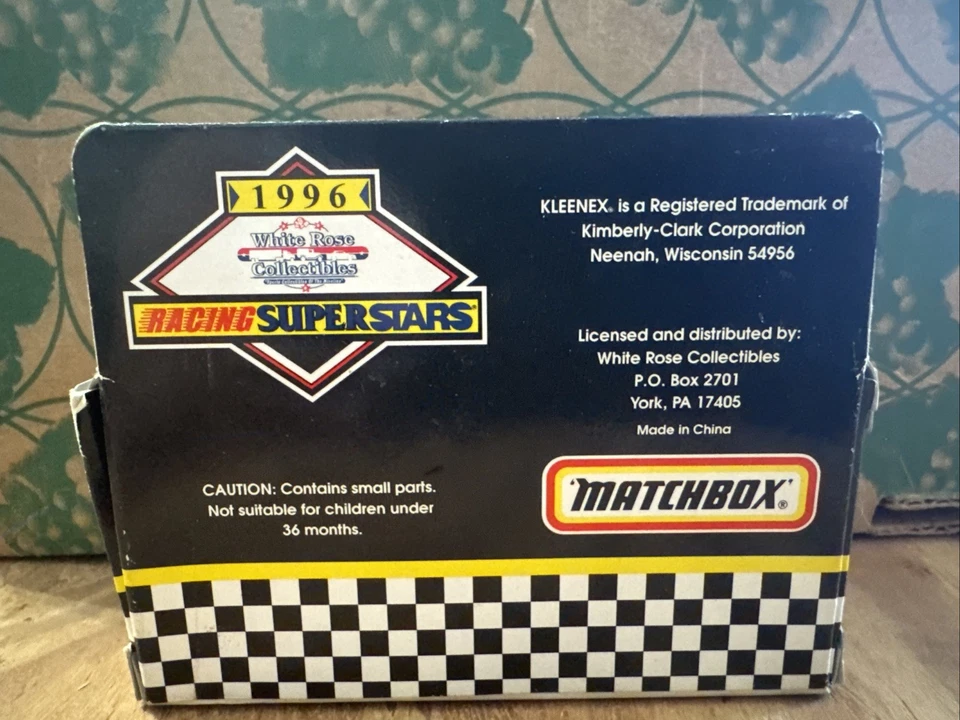 1996
White Rose
Collectibles
RACING SUPERSTARS
KLEENEX® is a Registered Trademark of
Kimberly-Clark Corporation
Neenah, Wisconsin 54956
Licensed and distributed by:
White Rose Collectibles
P.O. Box 2701
York, PA 17405
Made in China
CAUTION: Contains small parts.
Not suitable for children under
36 months.
'MATCHBOX'®